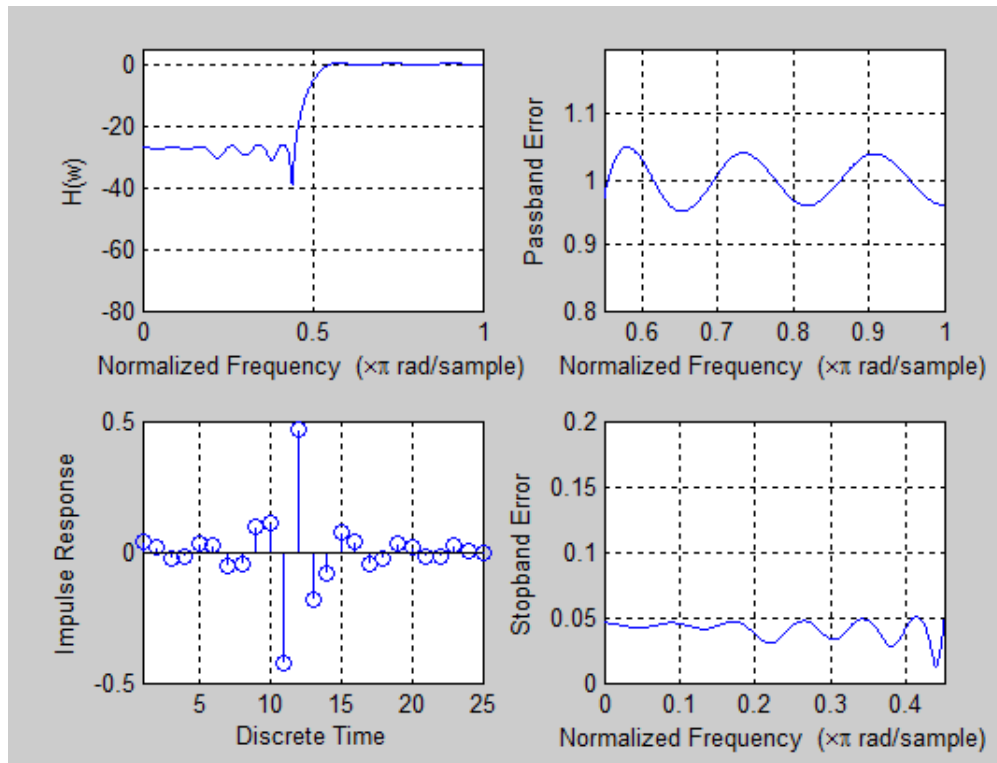 0
-20
-40
-60
-80
H(w)
0 0.5 1
Normalized Frequency (×π rad/sample)
1.1
1
0.9
0.8
Passband Error
0.6 0.7 0.8 0.9 1
Normalized Frequency (×π rad/sample)
0.5
0
-0.5
Impulse Response
5 10 15 20 25
Discrete Time
0.2
0.15
0.1
0.05
0
Stopband Error
0 0.1 0.2 0.3 0.4
Normalized Frequency (×π rad/sample)